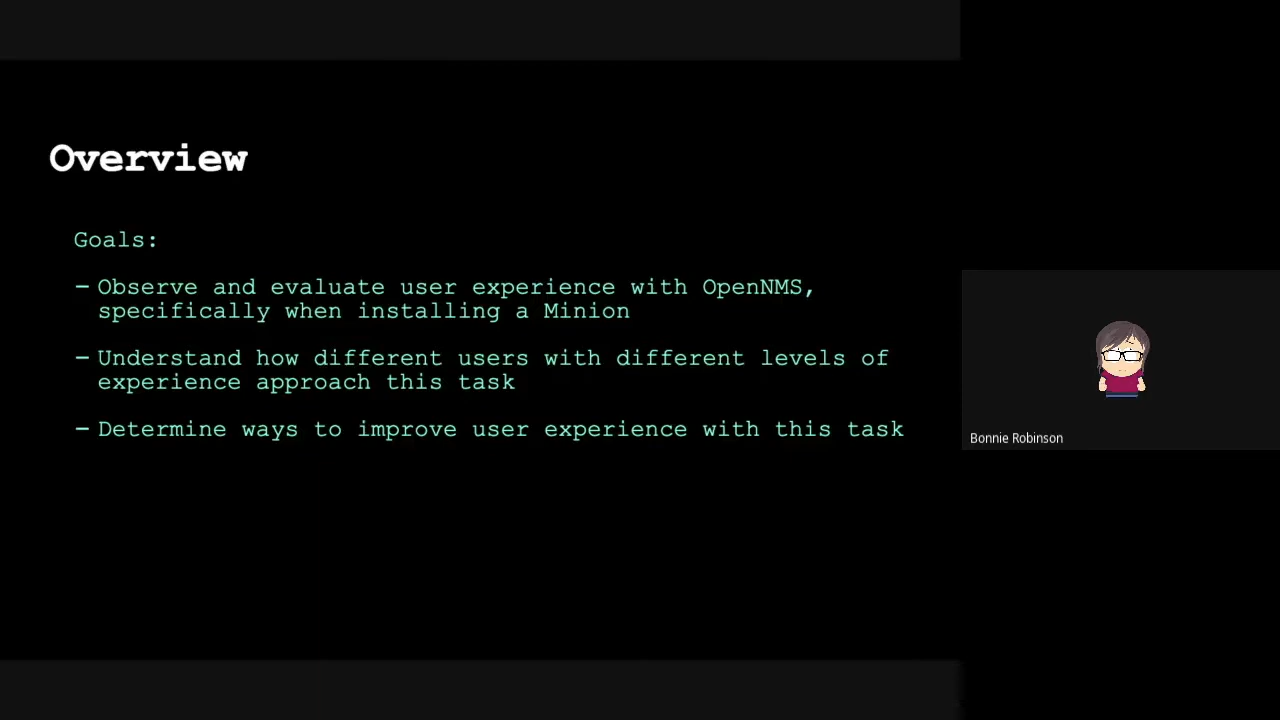 Overview
Goals:
– Observe and evaluate user experience with OpenNMS,
specifically when installing a Minion
– Understand how different users with different levels of
experience approach this task
– Determine ways to improve user experience with this task
Bonnie Robinson